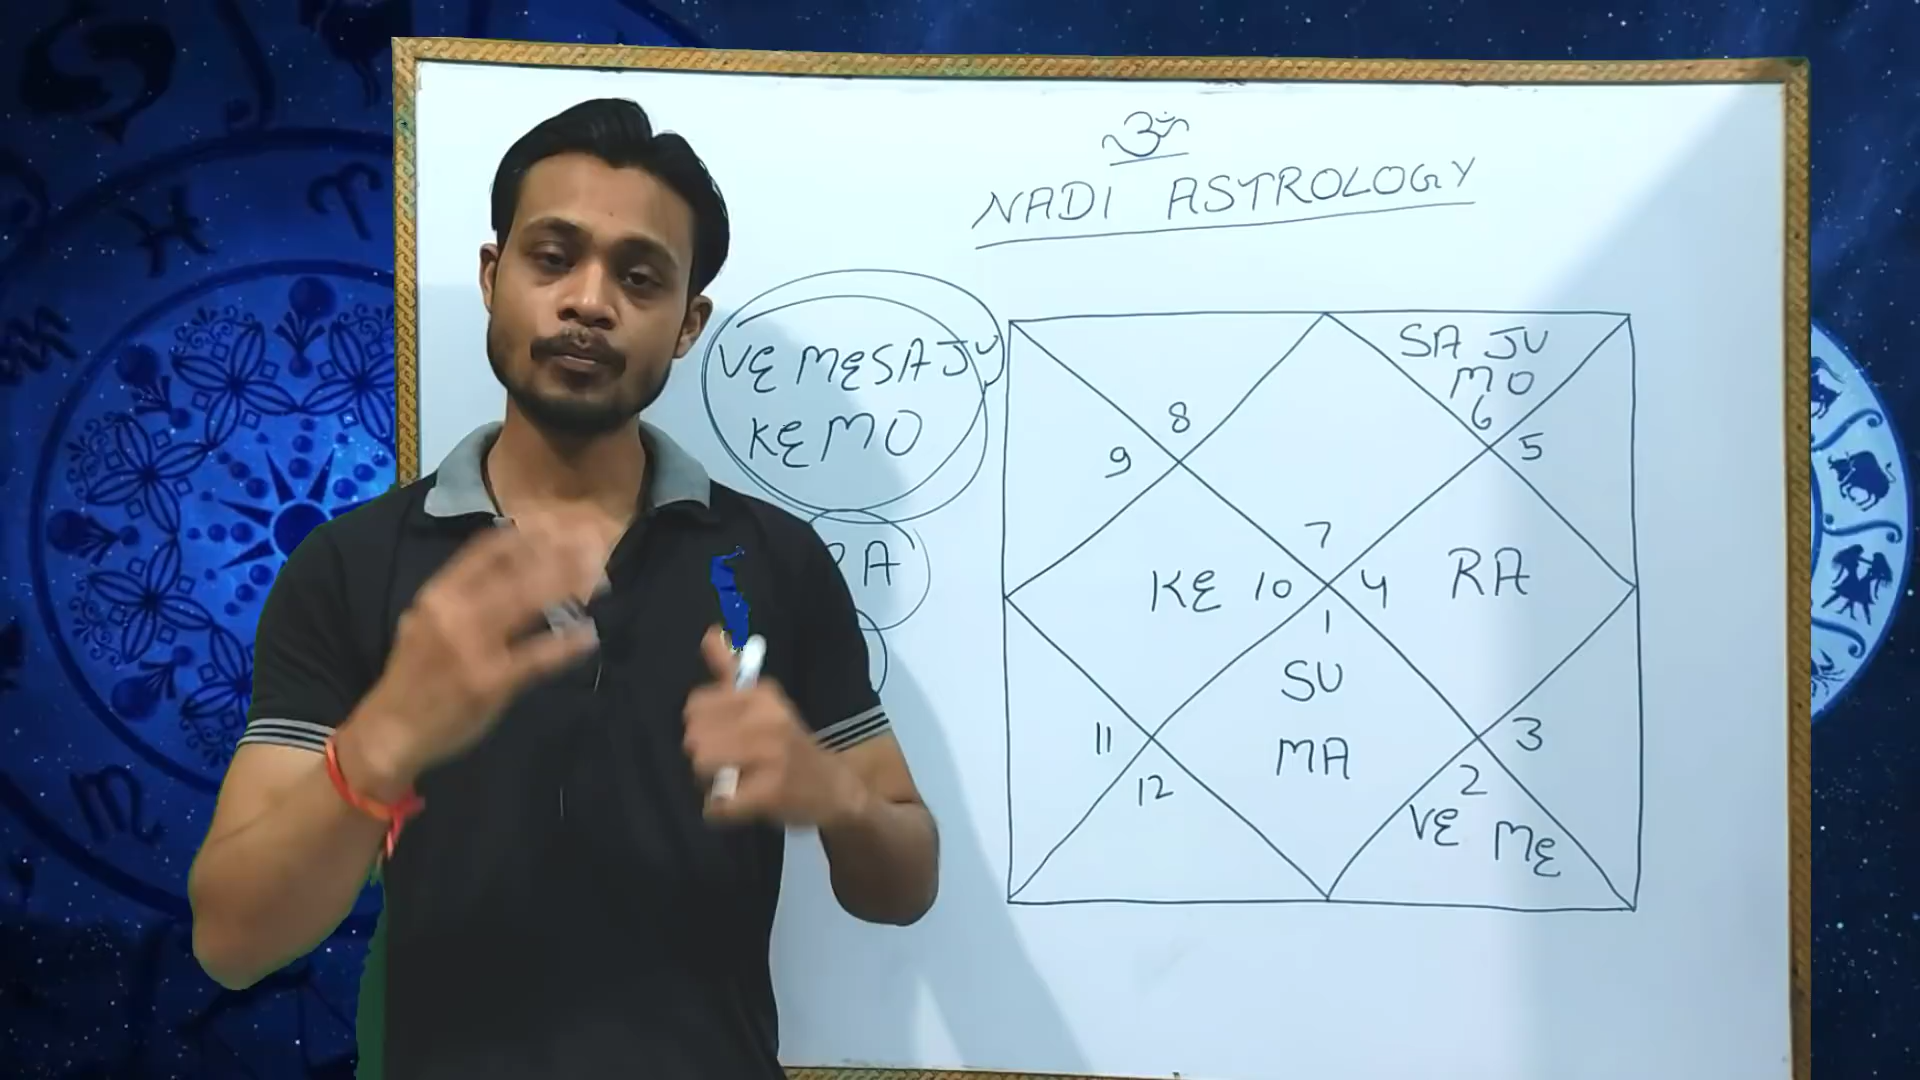 ॐ
NADI ASTROLOGY
VE ME SA JU
KE MO
RA
SA JU
MO
6
5
8
9
7
KE 10
4 RA
1
SU
MA
11
12
3
2
VE ME